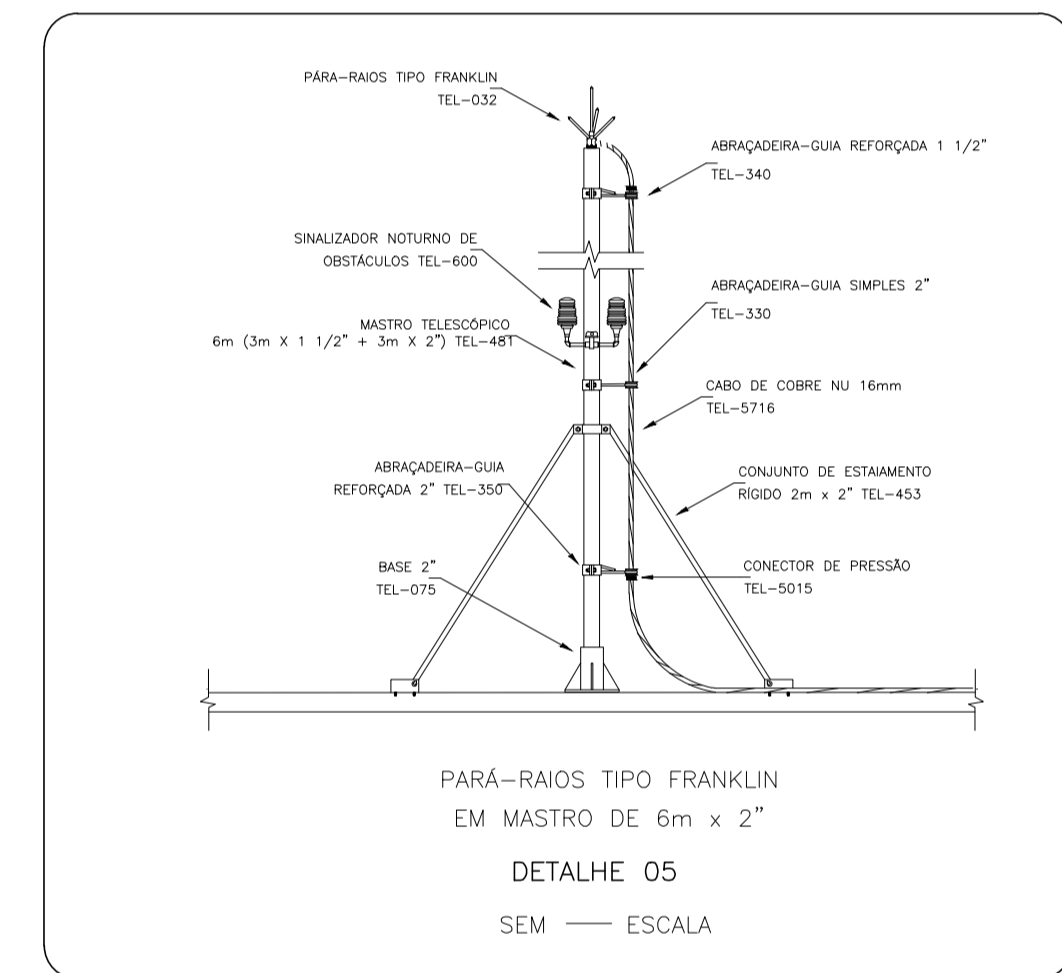 PÁRA-RAIOS TIPO FRANKLIN
TEL-032
ABRAÇADEIRA-GUIA REFORÇADA 1 1/2"
TEL-340
SINALIZADOR NOTURNO DE
OBSTÁCULOS TEL-600
ABRAÇADEIRA-GUIA SIMPLES 2"
TEL-330
MASTRO TELESCÓPICO
6m (3m X 1 1/2" + 3m X 2") TEL-481
CABO DE COBRE NU 16mm
TEL-5716
ABRAÇADEIRA-GUIA
REFORÇADA 2" TEL-350
CONJUNTO DE ESTAIAMENTO
RÍGIDO 2m x 2" TEL-453
BASE 2"
TEL-075
CONECTOR DE PRESSÃO
TEL-5015
PARÁ-RAIOS TIPO FRANKLIN
EM MASTRO DE 6m x 2"
DETALHE 05
SEM — ESCALA